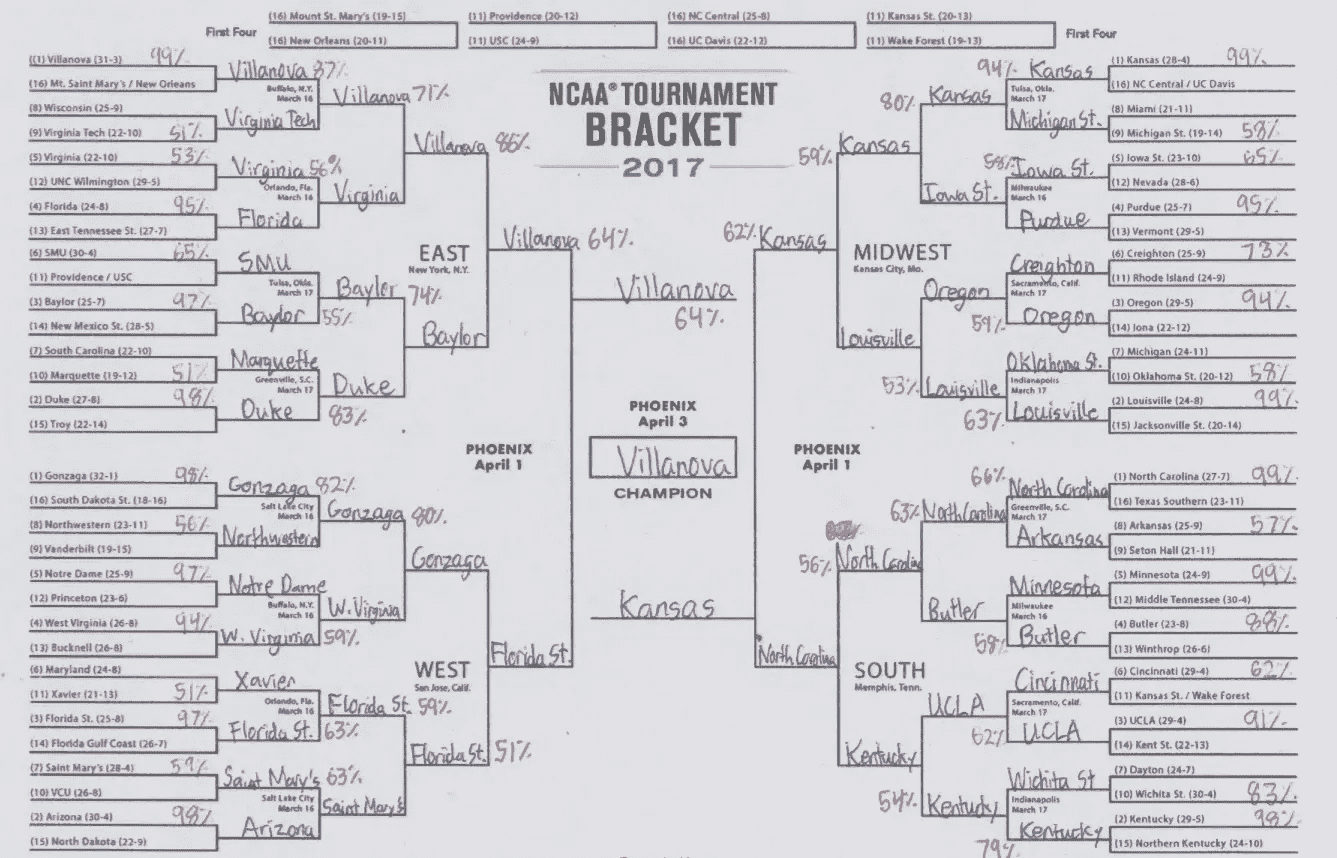 First Four
(16) Mount St. Mary's (19-15)
(16) New Orleans (20-11)
(11) Providence (20-12)
(11) USC (24-9)
(16) NC Central (25-8)
(16) UC Davis (22-12)
(11) Kansas St. (20-13)
(11) Wake Forest (19-13)
First Four
NCAA® TOURNAMENT
BRACKET
2017
((1) Villanova (31-3) 99%
(16) Mt. Saint Mary's / New Orleans
(8) Wisconsin (25-9)
(9) Virginia Tech (22-10) 51%
(5) Virginia (22-10) 53%
(12) UNC Wilmington (29-5)
(4) Florida (24-8) 95%
(13) East Tennessee St. (27-7)
(6) SMU (30-4) 65%
(11) Providence / USC
(3) Baylor (25-7) 97%
(14) New Mexico St. (28-5)
(7) South Carolina (22-10)
(10) Marquette (19-12) 51%
(2) Duke (27-8) 98%
(15) Troy (22-14)
Villanova 87%
Buffalo, N.Y.
March 16
Virginia Tech
Virginia 56%
Orlando, Fla.
March 16
Florida
SMU
Tulsa, Okla.
March 17
Baylor 55%
Marquette
Greenville, S.C.
March 17
Duke
Villanova 71%
Virginia
Baylor 74%
Duke
83%
Villanova 86%
Baylor
EAST
New York, N.Y.
Villanova 64%
(1) Gonzaga (32-1) 98%
(16) South Dakota St. (18-16)
(8) Northwestern (23-11) 56%
(9) Vanderbilt (19-15)
(5) Notre Dame (25-9) 97%
(12) Princeton (23-6)
(4) West Virginia (26-8) 94%
(13) Bucknell (26-8)
(6) Maryland (24-8)
(11) Xavier (21-13) 51%
(3) Florida St. (25-8) 97%
(14) Florida Gulf Coast (26-7)
(7) Saint Mary's (28-4) 59%
(10) VCU (26-8)
(2) Arizona (30-4) 98%
(15) North Dakota (22-9)
Gonzaga 82%
Salt Lake City
March 16
Northwestern
Notre Dame
Buffalo, N.Y.
March 16
W. Virginia 59%
Xavier
Orlando, Fla.
March 16
Florida St. 63%
Saint Mary's 63%
Salt Lake City
March 16
Arizona
Gonzaga 80%
W. Virginia
Florida St. 59%
Saint Mary's
Gonzaga
Florida St. 51%
WEST
San Jose, Calif.
Florida St.
PHOENIX
April 1
Villanova
64%
PHOENIX
April 3
Villanova
CHAMPION
Kansas
PHOENIX
April 1
62% Kansas
North Carolina
MIDWEST
Kansas City, Mo.
59% Kansas
Louisville
80% Kansas
Iowa St.
Oregon
59%
53% Louisville
63%
94% Kansas
Tulsa, Okla.
March 17
Michigan St.
58% Iowa St.
Milwaukee
March 16
Purdue
Creighton
Sacramento, Calif.
March 17
Oregon
Oklahoma St.
Indianapolis
March 17
Louisville
(1) Kansas (28-4) 99%
(16) NC Central / UC Davis
(8) Miami (21-11)
(9) Michigan St. (19-14) 58%
(5) Iowa St. (23-10) 65%
(12) Nevada (28-6)
(4) Purdue (25-7) 95%
(13) Vermont (29-5)
(6) Creighton (25-9) 73%
(11) Rhode Island (24-9)
(3) Oregon (29-5) 94%
(14) Iona (22-12)
(7) Michigan (24-11)
(10) Oklahoma St. (20-12) 58%
(2) Louisville (24-8) 99%
(15) Jacksonville St. (20-14)
SOUTH
Memphis, Tenn.
56% North Carolina
Kentucky
63% North Carolina
Butler
58%
UCLA
62%
54% Kentucky
79%
66% North Carolina
Greenville, S.C.
March 17
Arkansas
Minnesota
Milwaukee
March 16
Butler
Cincinnati
Sacramento, Calif.
March 17
UCLA
Wichita St
Indianapolis
March 17
Kentucky
(1) North Carolina (27-7) 99%
(16) Texas Southern (23-11)
(8) Arkansas (25-9) 57%
(9) Seton Hall (21-11)
(5) Minnesota (24-9) 99%
(12) Middle Tennessee (30-4)
(4) Butler (23-8) 88%
(13) Winthrop (26-6)
(6) Cincinnati (29-4) 62%
(11) Kansas St. / Wake Forest
(3) UCLA (29-4) 91%
(14) Kent St. (22-13)
(7) Dayton (24-7)
(10) Wichita St. (30-4) 83%
(2) Kentucky (29-5) 98%
(15) Northern Kentucky (24-10)